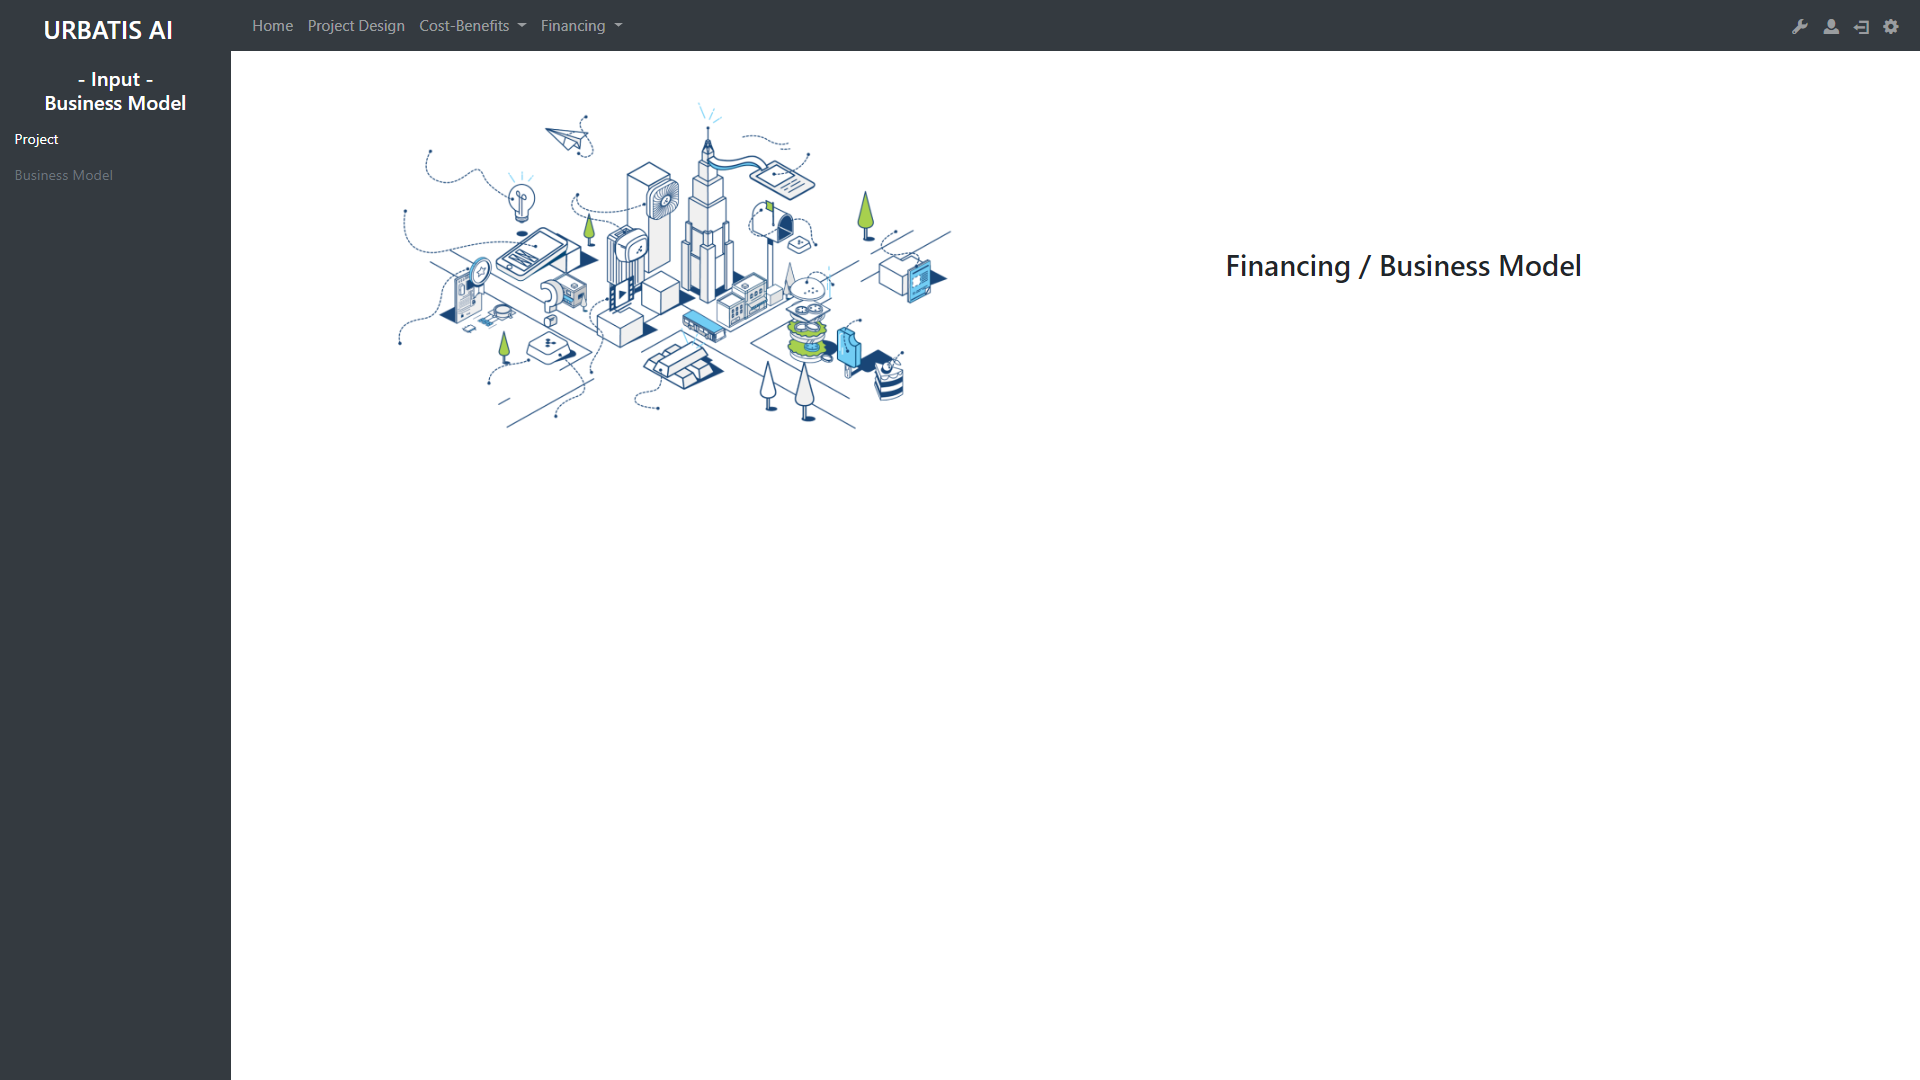 URBATIS AI
Home Project Design Cost-Benefits Financing
- Input -
Business Model
Project
Business Model
Financing / Business Model